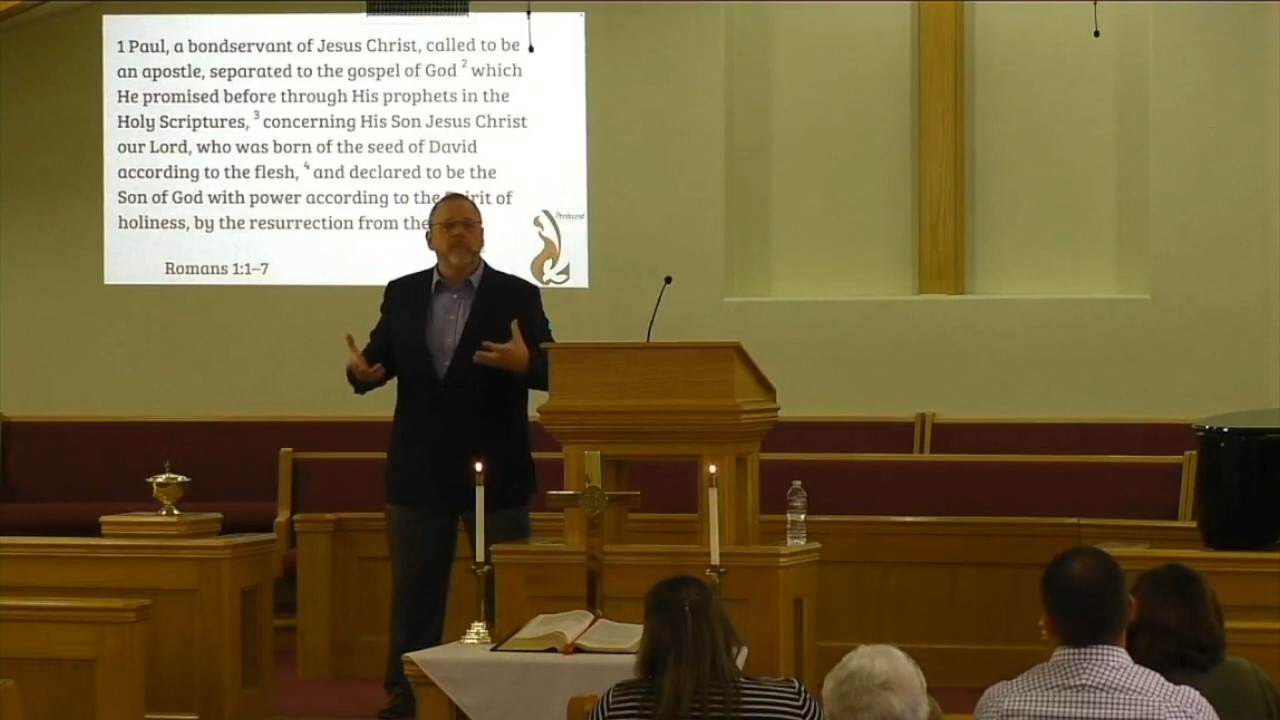 1 Paul, a bondservant of Jesus Christ, called to be
an apostle, separated to the gospel of God 2 which
He promised before through His prophets in the
Holy Scriptures, 3 concerning His Son Jesus Christ
our Lord, who was born of the seed of David
according to the flesh, 4 and declared to be the
Son of God with power according to the of
holiness, by the resurrection from the
Pentecost
Romans 1:1–7